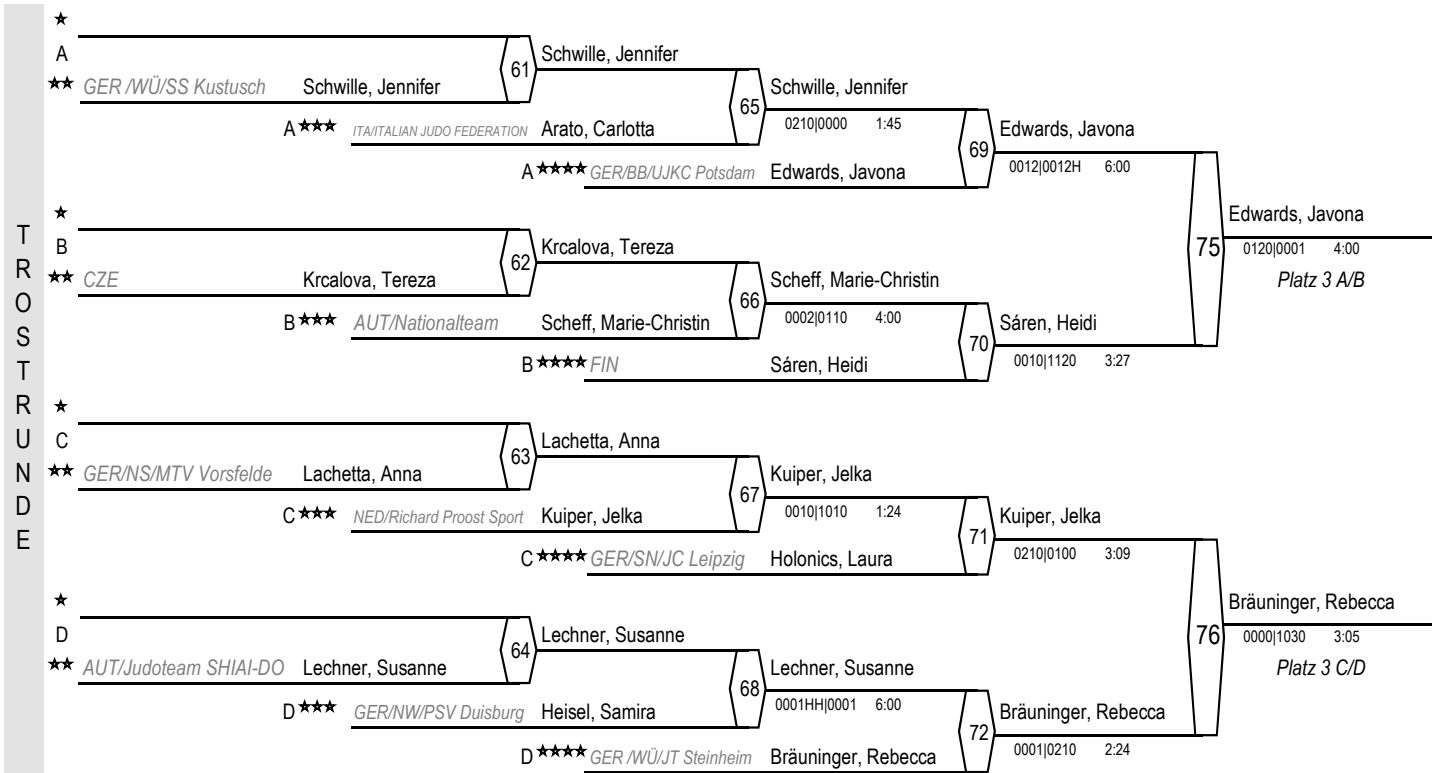 TROSTRUNDE
★
A
★★ GER /WÜ/SS Kustusch Schwille, Jennifer
61
Schwille, Jennifer
A ★★★ ITA/ITALIAN JUDO FEDERATION Arato, Carlotta
65
Schwille, Jennifer
0210|0000 1:45
A ★★★★ GER/BB/UJKC Potsdam Edwards, Javona
69
Edwards, Javona
0012|0012H 6:00
★
B
★★ CZE Krcalova, Tereza
62
Krcalova, Tereza
B ★★★ AUT/Nationalteam Scheff, Marie-Christin
66
Scheff, Marie-Christin
0002|0110 4:00
B ★★★★ FIN Sáren, Heidi
70
Sáren, Heidi
0010|1120 3:27
75
Edwards, Javona
0120|0001 4:00
Platz 3 A/B
★
C
★★ GER/NS/MTV Vorsfelde Lachetta, Anna
63
Lachetta, Anna
C ★★★ NED/Richard Proost Sport Kuiper, Jelka
67
Kuiper, Jelka
0010|1010 1:24
C ★★★★ GER/SN/JC Leipzig Holonics, Laura
71
Kuiper, Jelka
0210|0100 3:09
★
D
★★ AUT/Judoteam SHIAI-DO Lechner, Susanne
64
Lechner, Susanne
D ★★★ GER/NW/PSV Duisburg Heisel, Samira
68
Lechner, Susanne
0001HH|0001 6:00
D ★★★★ GER /WÜ/JT Steinheim Bräuninger, Rebecca
72
Bräuninger, Rebecca
0001|0210 2:24
76
Bräuninger, Rebecca
0000|1030 3:05
Platz 3 C/D